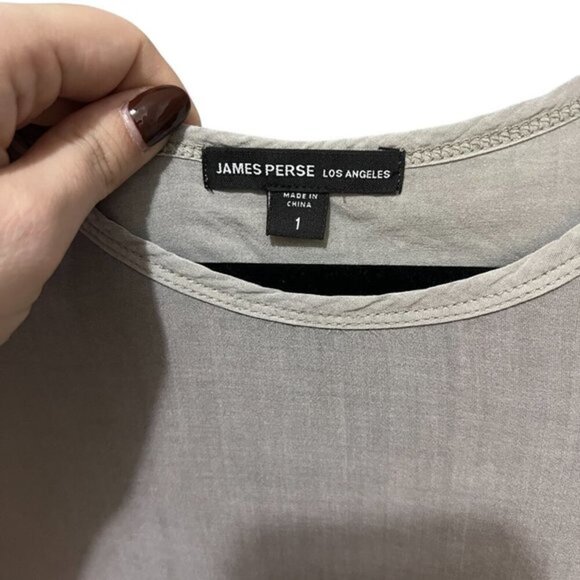 JAMES PERSE LOS ANGELES
MADE IN
CHINA
1